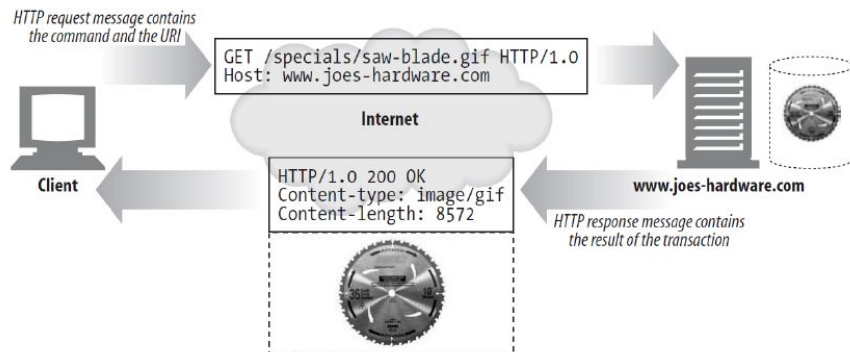 HTTP request message contains
the command and the URI
GET /specials/saw-blade.gif HTTP/1.0
Host: www.joes-hardware.com
Internet
Client
www.joes-hardware.com
HTTP/1.0 200 OK
Content-type: image/gif
Content-length: 8572
HTTP response message contains
the result of the transaction